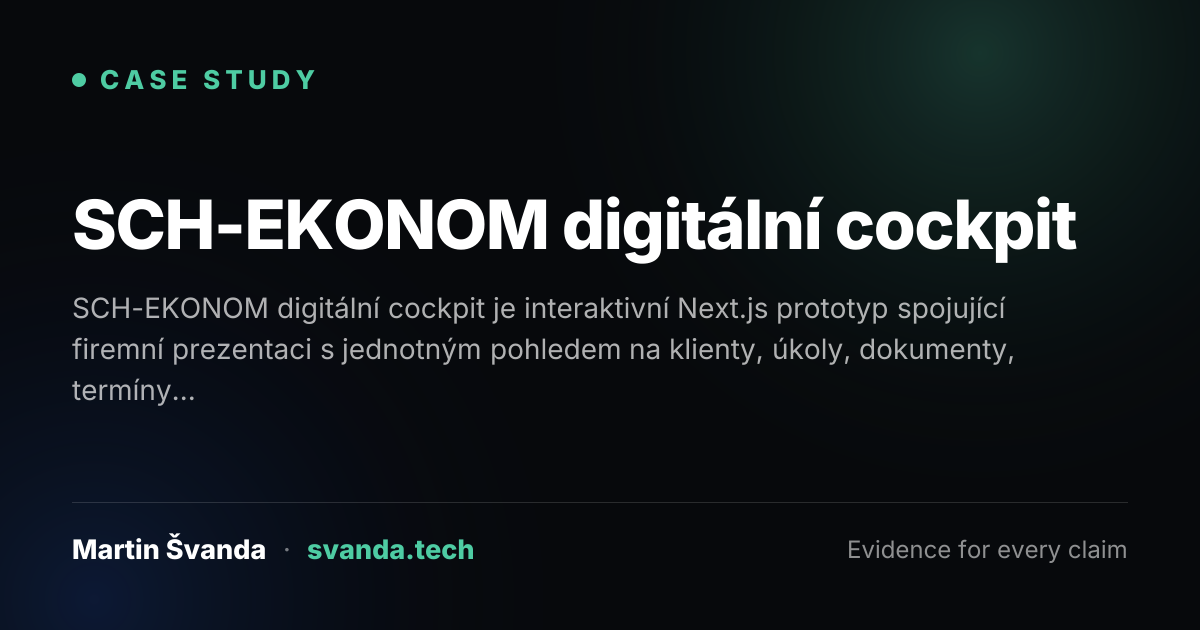 CASE STUDY
SCH-EKONOM digitální cockpit
SCH-EKONOM digitální cockpit je interaktivní Next.js prototyp spojující
firemní prezentaci s jednotným pohledem na klienty, úkoly, dokumenty,
termíny...
Martin Švanda · svanda.tech
Evidence for every claim